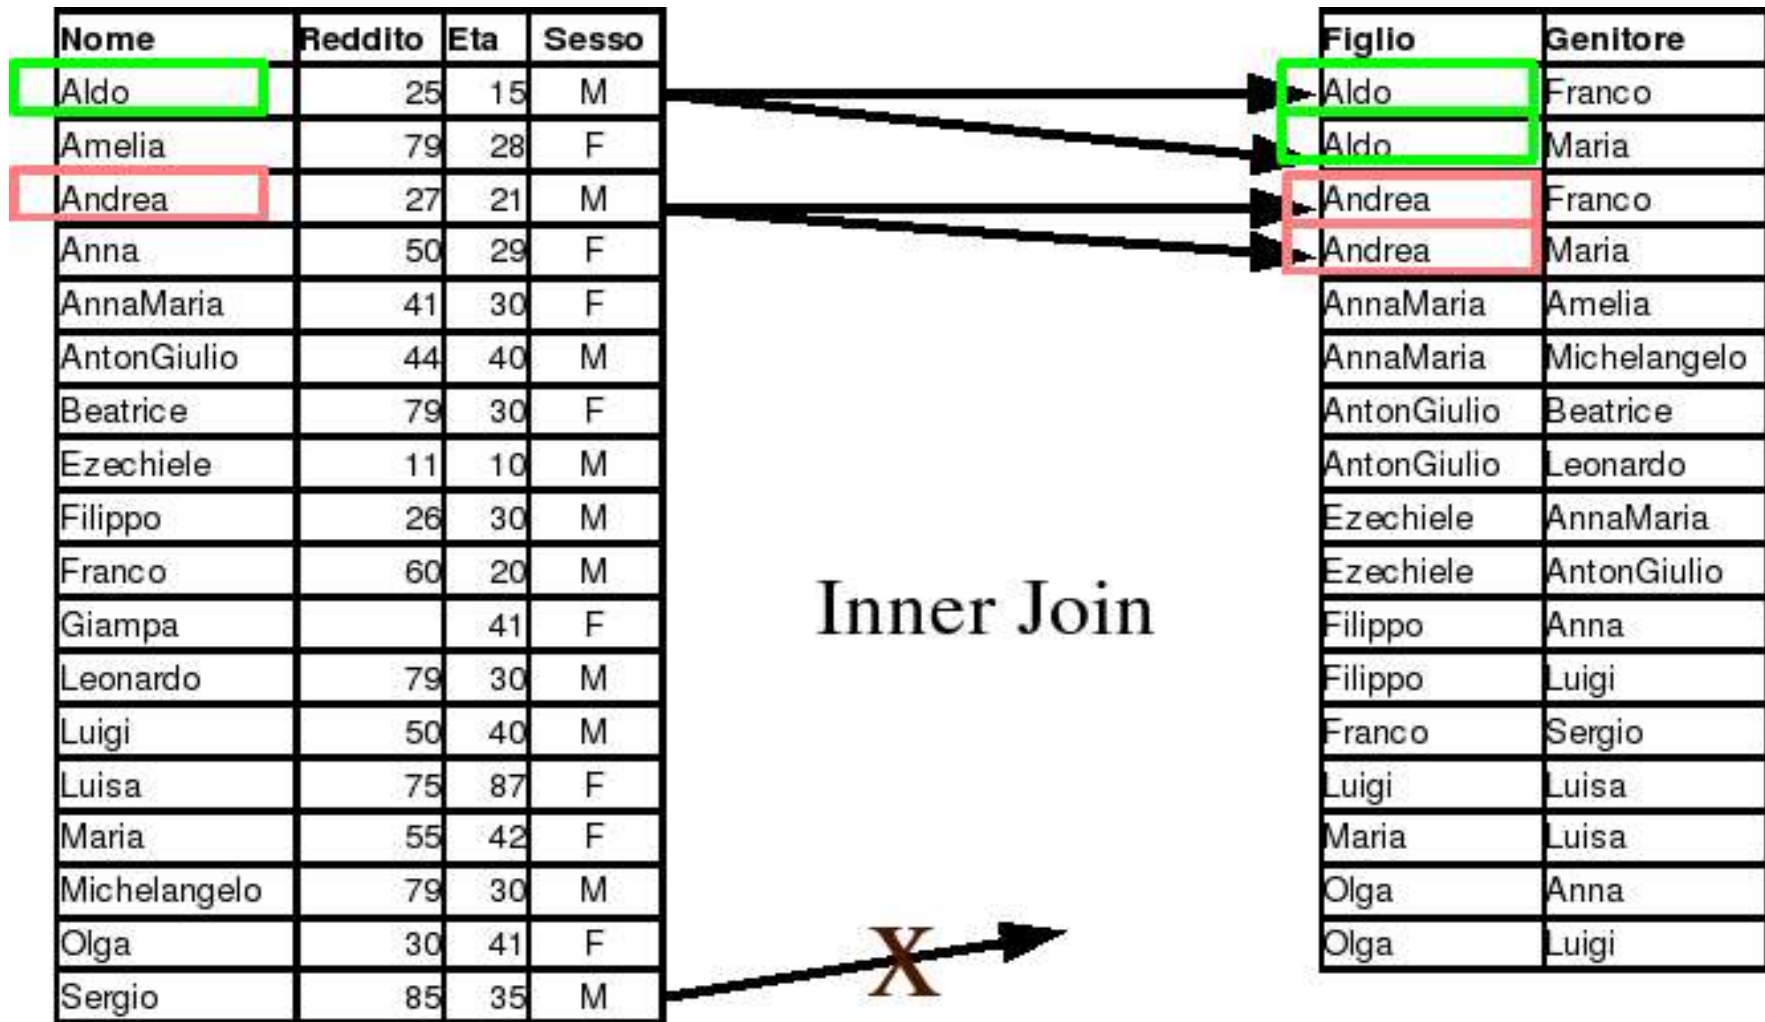 Nome Reddito Eta Sesso
Aldo 25 15 M
Amelia 79 28 F
Andrea 27 21 M
Anna 50 29 F
AnnaMaria 41 30 F
AntonGiulio 44 40 M
Beatrice 79 30 F
Ezechiele 11 10 M
Filippo 26 30 M
Franco 60 20 M
Giampa 41 F
Leonardo 79 30 M
Luigi 50 40 M
Luisa 75 87 F
Maria 55 42 F
Michelangelo 79 30 M
Olga 30 41 F
Sergio 85 35 M
Inner Join
X
Figlio Genitore
Aldo Franco
Aldo Maria
Andrea Franco
Andrea Maria
AnnaMaria Amelia
AnnaMaria Michelangelo
AntonGiulio Beatrice
AntonGiulio Leonardo
Ezechiele AnnaMaria
Ezechiele AntonGiulio
Filippo Anna
Filippo Luigi
Franco Sergio
Luigi Luisa
Maria Luisa
Olga Anna
Olga Luigi